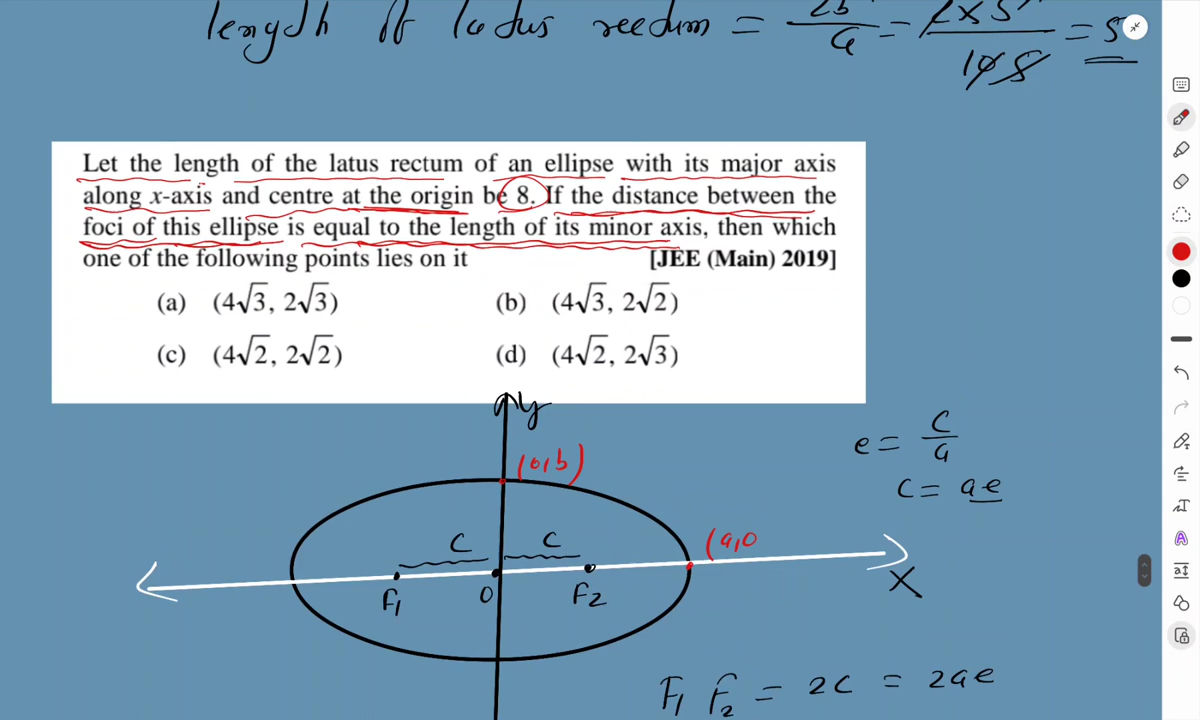 length of latus rectum = 2b / a = 2 x 5 / 10 = 5
Let the length of the latus rectum of an ellipse with its major axis
along x-axis and centre at the origin be 8. If the distance between the
foci of this ellipse is equal to the length of its minor axis, then which
one of the following points lies on it [JEE (Main) 2019]
(a) (4√3, 2√3) (b) (4√3, 2√2)
(c) (4√2, 2√2) (d) (4√2, 2√3)
y
(0,b)
e = c/a
c = ae
c c
(a,0
F1 O F2 X
F1 F2 = 2c = 2ae